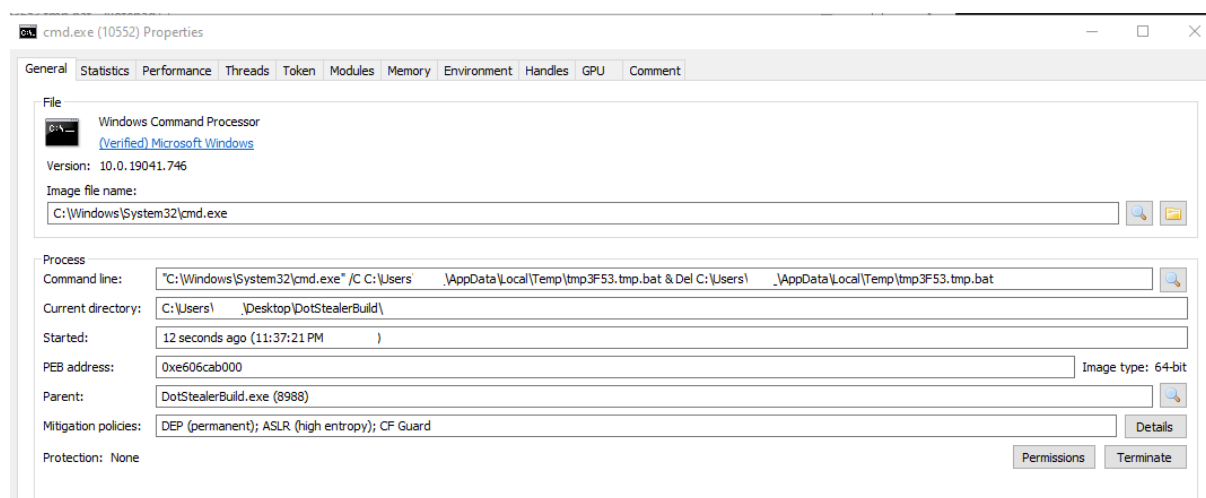 cmd.exe (10552) Properties
General Statistics Performance Threads Token Modules Memory Environment Handles GPU Comment
File
Windows Command Processor
(Verified) Microsoft Windows
Version: 10.0.19041.746
Image file name:
C:\Windows\System32\cmd.exe
Process
Command line: "C:\Windows\System32\cmd.exe" /C C:\Users\ \AppData\Local\Temp\tmp3F53.tmp.bat & Del C:\Users\ \AppData\Local\Temp\tmp3F53.tmp.bat
Current directory: C:\Users\ \Desktop\DotStealerBuild\
Started: 12 seconds ago (11:37:21 PM )
PEB address: 0xe606cab000 Image type: 64-bit
Parent: DotStealerBuild.exe (8988)
Mitigation policies: DEP (permanent); ASLR (high entropy); CF Guard Details
Protection: None Permissions Terminate